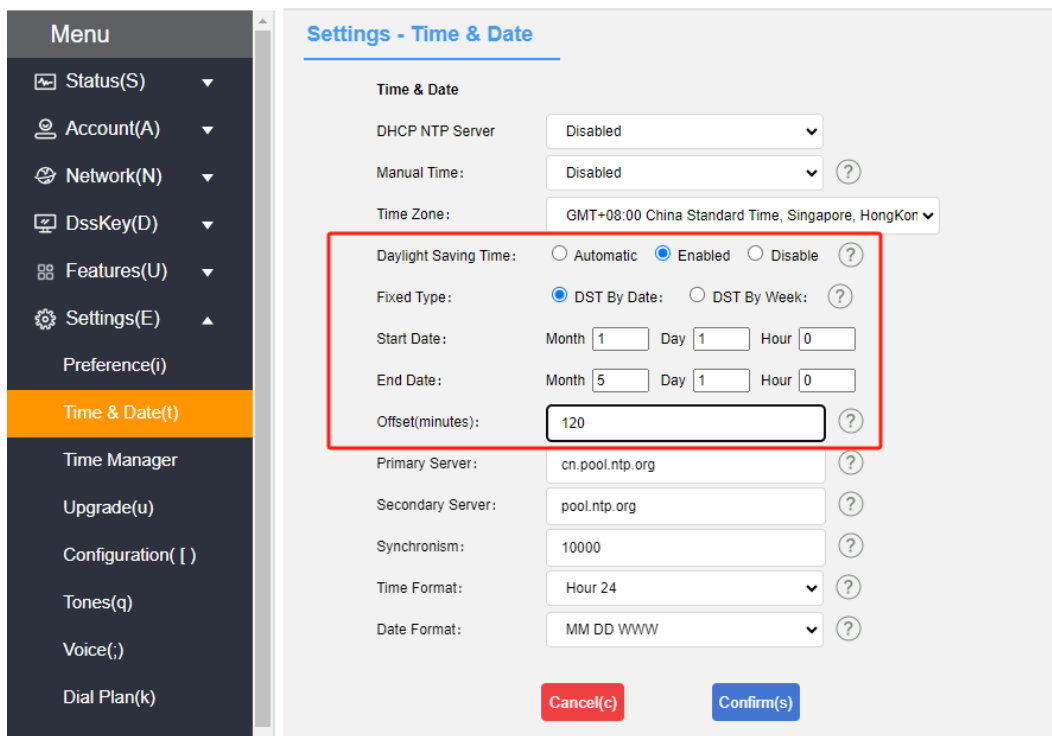 Menu
Status(S)
Account(A)
Network(N)
DssKey(D)
Features(U)
Settings(E)
Preference(i)
Time & Date(t)
Time Manager
Upgrade(u)
Configuration( [ )
Tones(q)
Voice(;)
Dial Plan(k)
Settings - Time & Date
Time & Date
DHCP NTP Server Disabled
Manual Time: Disabled ?
Time Zone: GMT+08:00 China Standard Time, Singapore, HongKon
Daylight Saving Time: Automatic Enabled Disable ?
Fixed Type: DST By Date: DST By Week: ?
Start Date: Month 1 Day 1 Hour 0
End Date: Month 5 Day 1 Hour 0
Offset(minutes): 120 ?
Primary Server: cn.pool.ntp.org ?
Secondary Server: pool.ntp.org ?
Synchronism: 10000 ?
Time Format: Hour 24 ?
Date Format: MM DD WWW ?
Cancel(c) Confirm(s)